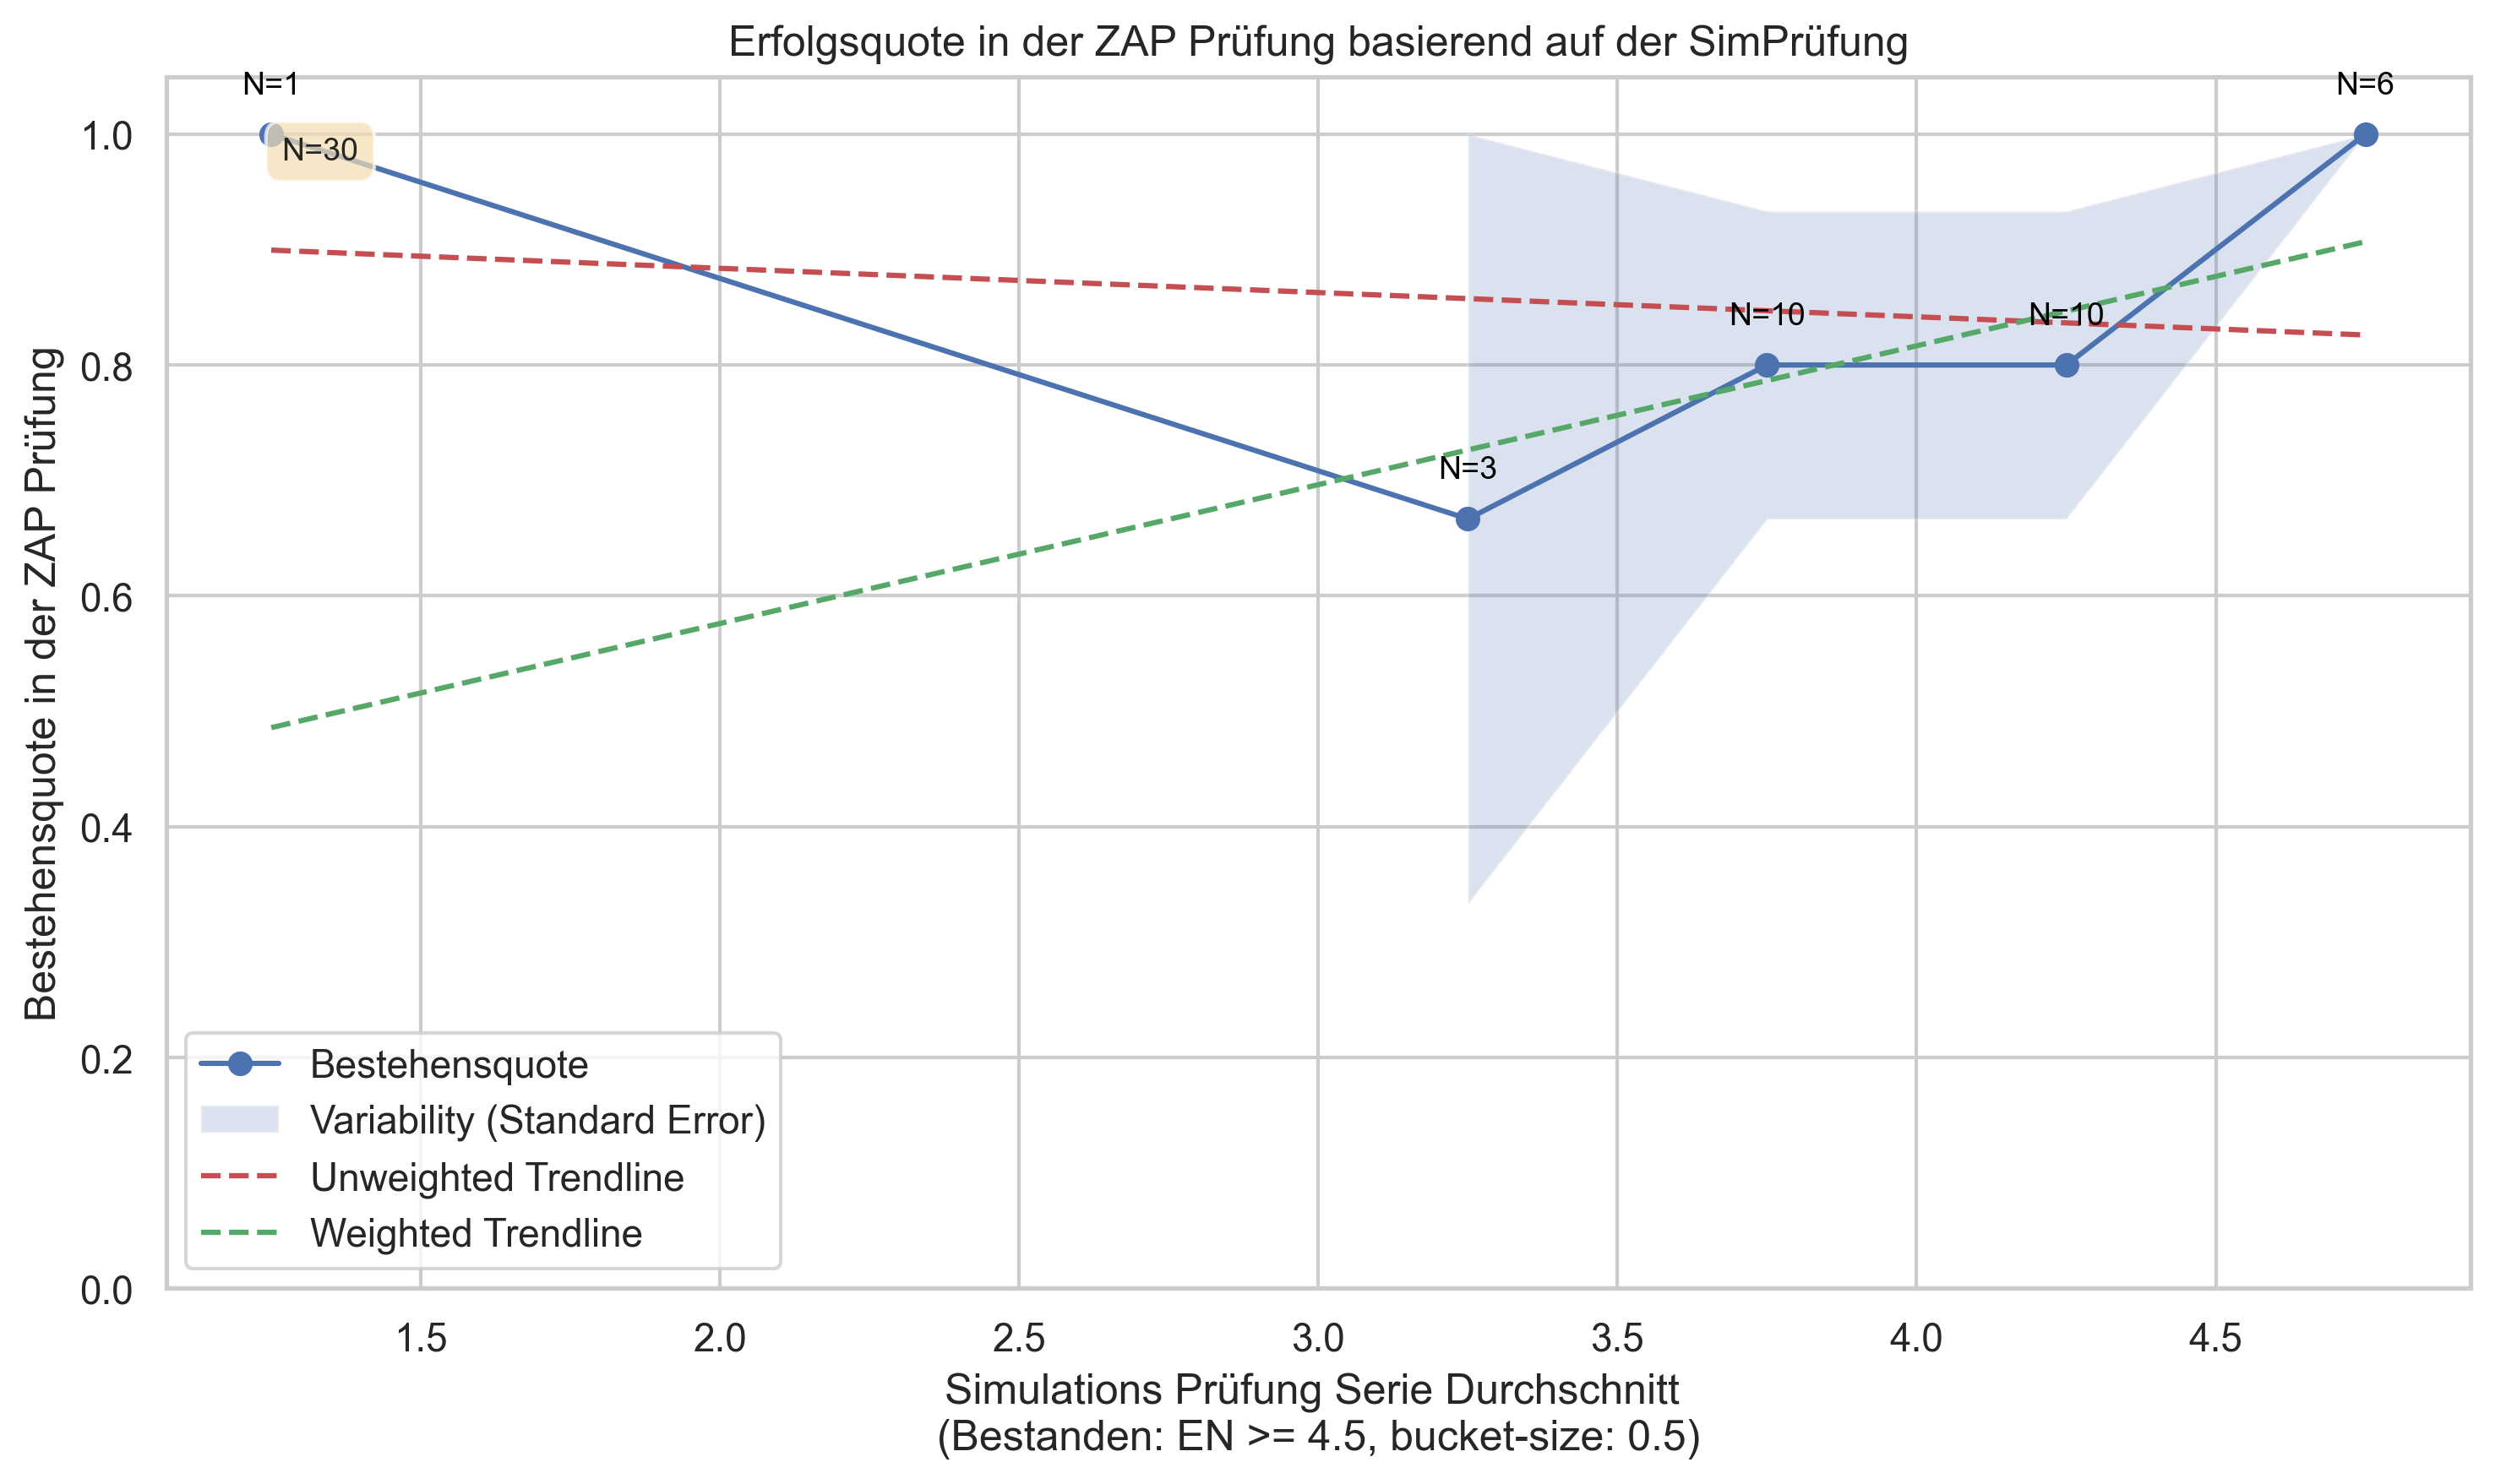 Erfolgsquote in der ZAP Prüfung basierend auf der SimPrüfung
N=1
N=6
N=30
N=10
N=10
N=3
Bestehensquote in der ZAP Prüfung
1.0
0.8
0.6
0.4
0.2
0.0
Bestehensquote
Variability (Standard Error)
Unweighted Trendline
Weighted Trendline
1.5 2.0 2.5 3.0 3.5 4.0 4.5
Simulations Prüfung Serie Durchschnitt
(Bestanden: EN >= 4.5, bucket-size: 0.5)